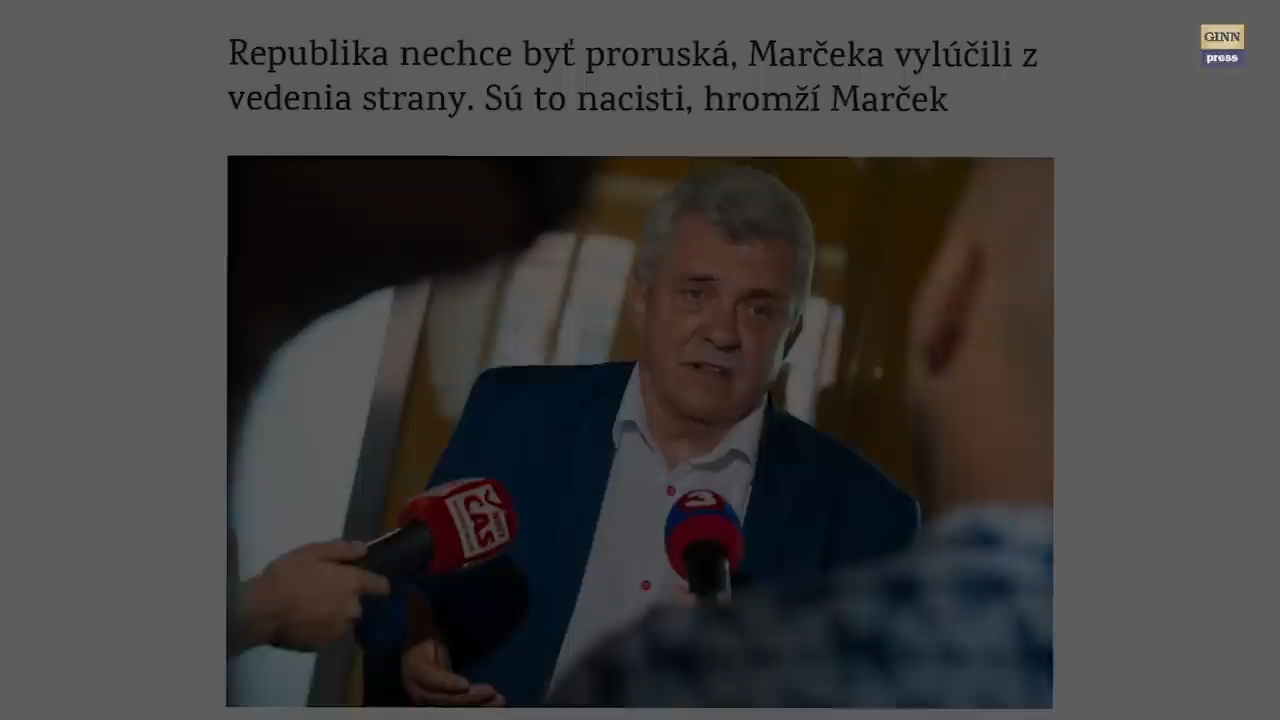 Republika nechce byť proruská, Marčeka vylúčili z
vedenia strany. Sú to nacisti, hromží Marček
GINN
press
ČAS
3